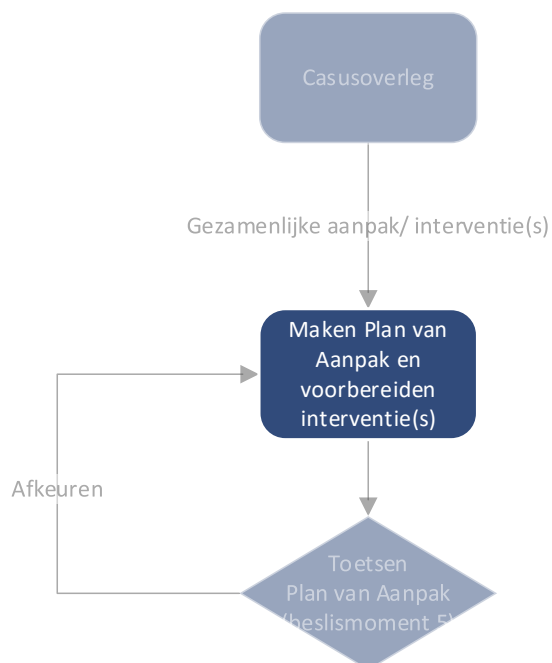 Casusoverleg
Gezamenlijke aanpak/ interventie(s)
Maken Plan van
Aanpak en
voorbereiden
interventie(s)
Afkeuren
Toetsen
Plan van Aanpak
(beslismoment 5)